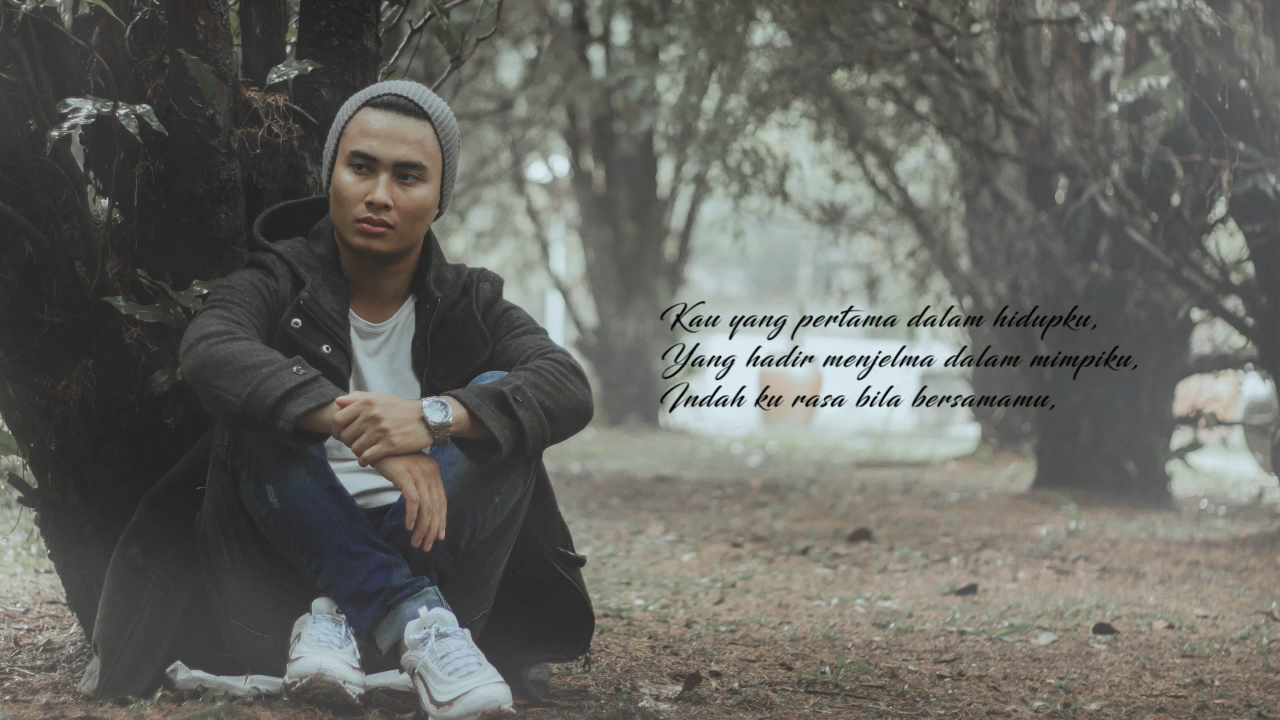 Kau yang pertama dalam hidupku,
Yang hadir menjelma dalam mimpiku,
Indah ku rasa bila bersamamu,